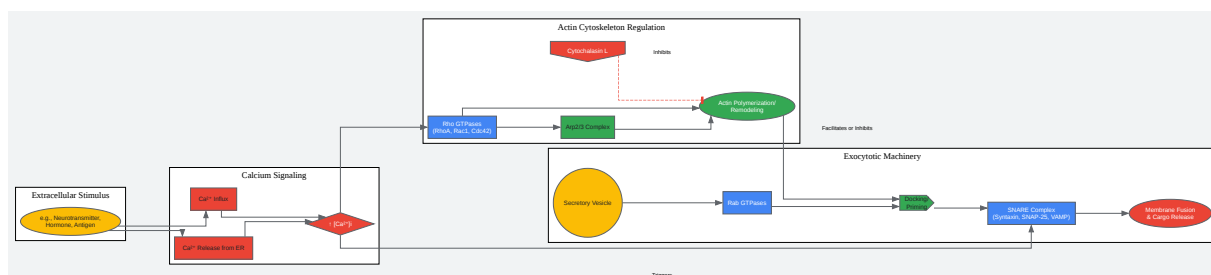 Actin Cytoskeleton Regulation
Cytochalasin L
Inhibits
Actin Polymerization/
Remodeling
Rho GTPases
(RhoA, Rac1, Cdc42)
Arp2/3 Complex
Facilitates or Inhibits
Exocytotic Machinery
Secretory Vesicle
Rab GTPases
Docking/
Priming
SNARE Complex
(Syntaxin, SNAP-25, VAMP)
Membrane Fusion
& Cargo Release
Calcium Signaling
Ca²⁺ Influx
↑ [Ca²⁺]i
Ca²⁺ Release from ER
Extracellular Stimulus
e.g., Neurotransmitter,
Hormone, Antigen
Triggers